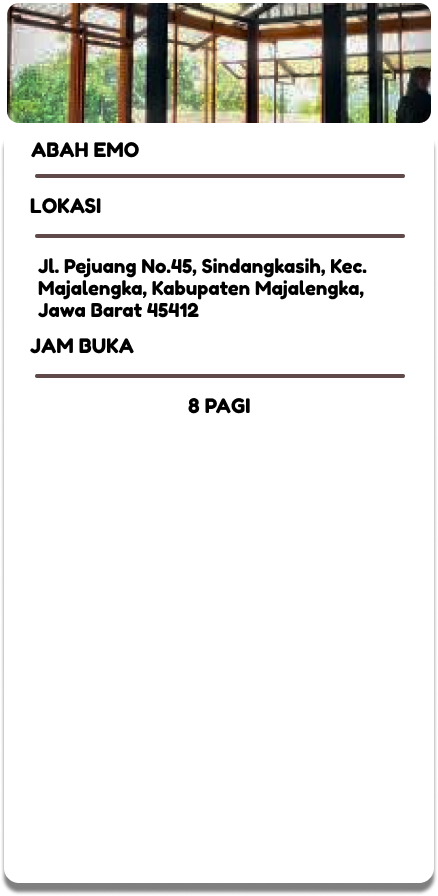 ABAH EMO
LOKASI
Jl. Pejuang No.45, Sindangkasih, Kec.
Majalengka, Kabupaten Majalengka,
Jawa Barat 45412
JAM BUKA
8 PAGI